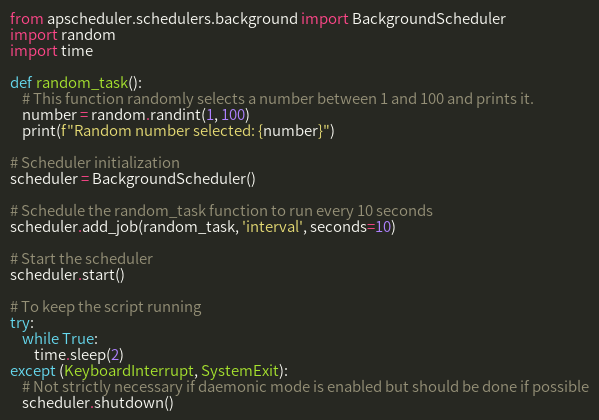 from apscheduler.schedulers.background import BackgroundScheduler
import random
import time

def random_task():
    # This function randomly selects a number between 1 and 100 and prints it.
    number = random.randint(1, 100)
    print(f"Random number selected: {number}")

# Scheduler initialization
scheduler = BackgroundScheduler()

# Schedule the random_task function to run every 10 seconds
scheduler.add_job(random_task, 'interval', seconds=10)

# Start the scheduler
scheduler.start()

# To keep the script running
try:
    while True:
        time.sleep(2)
except (KeyboardInterrupt, SystemExit):
    # Not strictly necessary if daemonic mode is enabled but should be done if possible
    scheduler.shutdown()